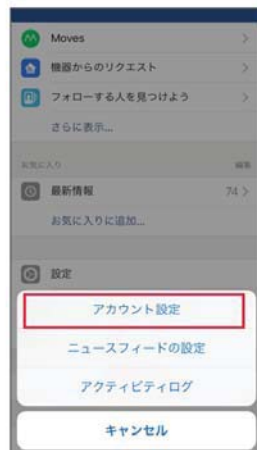 Moves
機器からのリクエスト
フォローする人を見つけよう
さらに表示...
お気に入り 編集
最新情報 74
お気に入りに追加...
設定
アカウント設定
ニュースフィードの設定
アクティビティログ
キャンセル